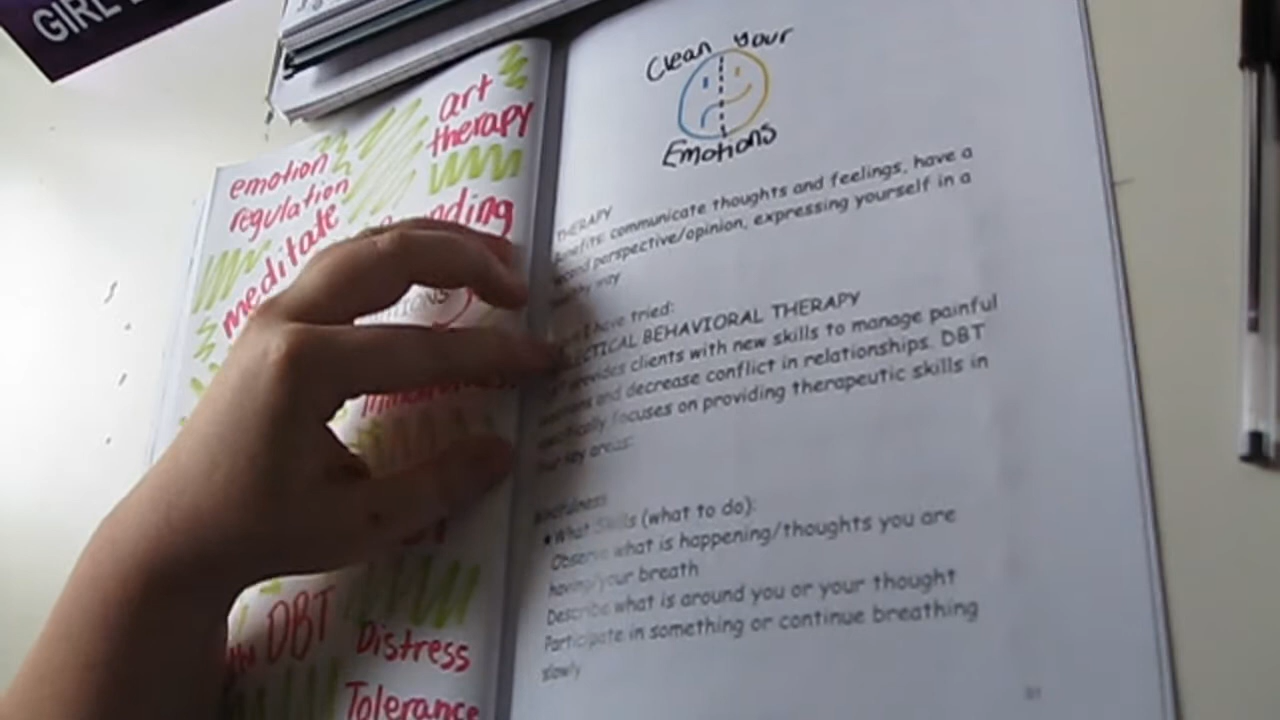 GIRL
art
therapy
emotion
regulation
meditate
DBT
Distress
Tolerance
Clean your
Emotions
THERAPY
communicate thoughts and feelings, have a
perspective/opinion, expressing yourself in a
way
I have tried:
BEHAVIORAL THERAPY
provides clients with new skills to manage painful
and decrease conflict in relationships. DBT
specifically focuses on providing therapeutic skills in
key areas:
•What Skills (what to do):
Observe what is happening/thoughts you are
having/your breath
Describe what is around you or your thought
Participate in something or continue breathing
slowly